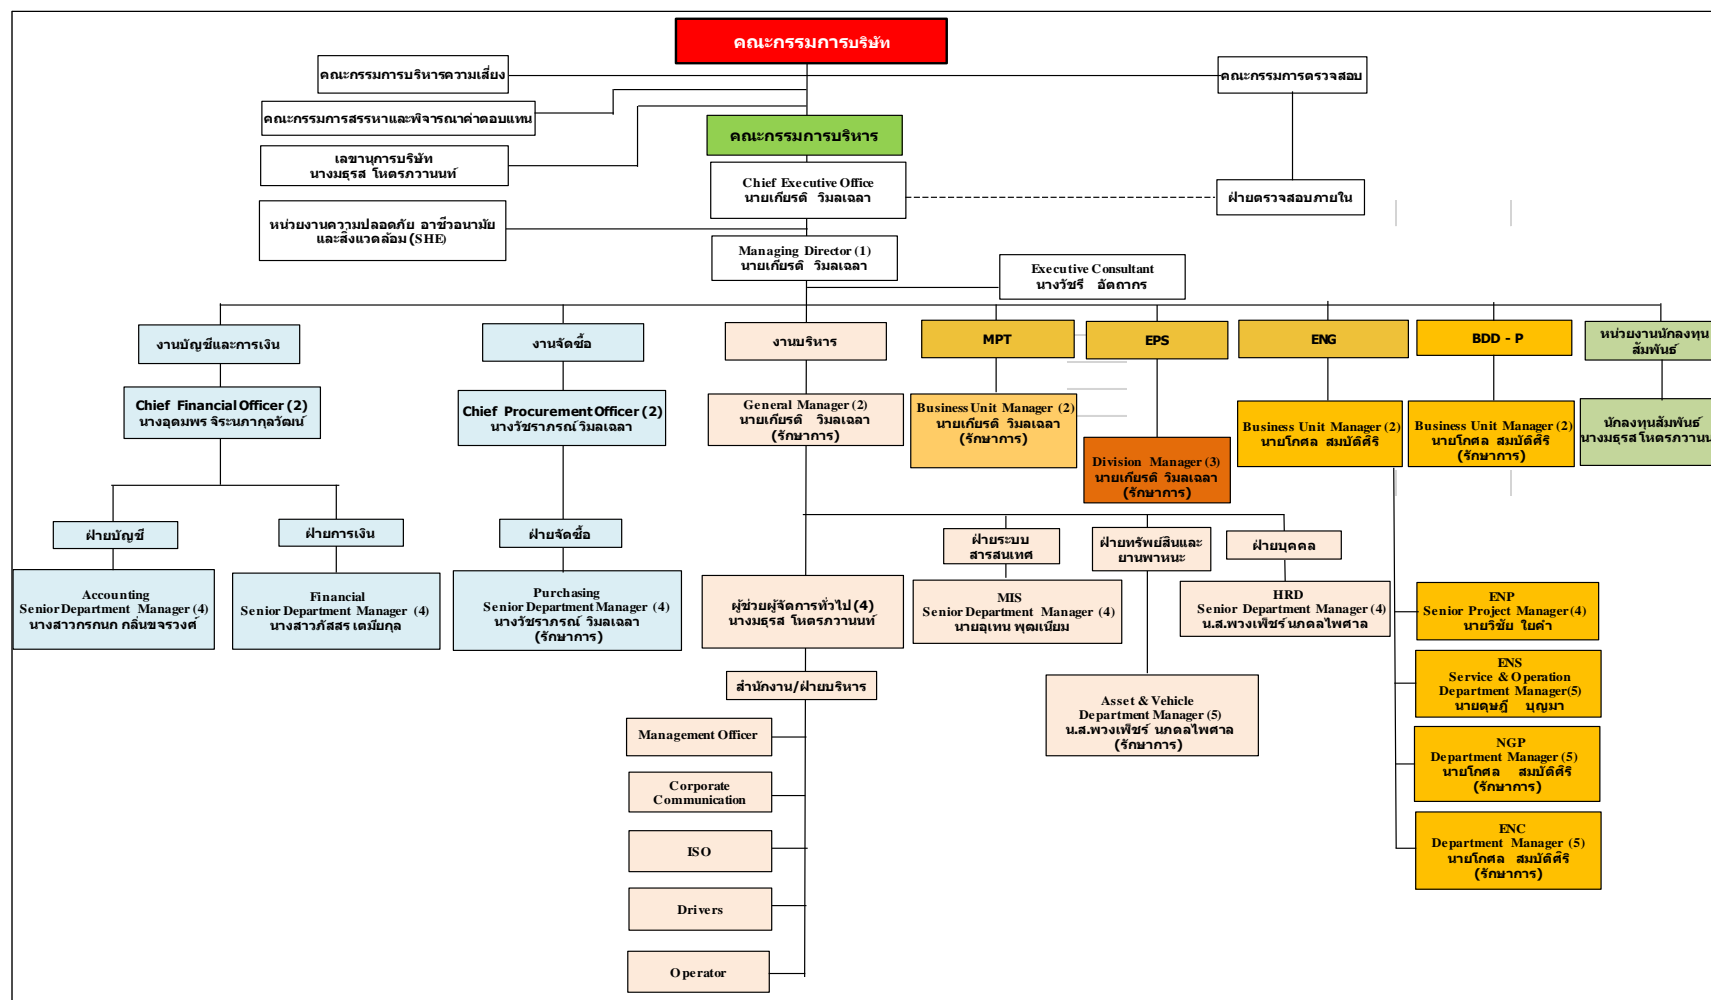 คณะกรรมการบริษัท
คณะกรรมการบริหารความเสี่ยง
คณะกรรมการตรวจสอบ
คณะกรรมการสรรหาและพิจารณาค่าตอบแทน
คณะกรรมการบริหาร
เลขานุการบริษัท
นางมธุรส โหตรภวานนท์
Chief Executive Office
นายเกียรติ วิมลเฉลา
ฝ่ายตรวจสอบภายใน
หน่วยงานความปลอดภัย อาชีวอนามัย
และสิ่งแวดล้อม (SHE)
Managing Director (1)
นายเกียรติ วิมลเฉลา
Executive Consultant
นางวัชรี อัตถากร
งานบัญชีและการเงิน
งานจัดซื้อ
งานบริหาร
MPT
EPS
ENG
BDD - P
หน่วยงานนักลงทุน
สัมพันธ์
Chief Financial Officer (2)
นางอุดมพร จิระนภากุลวัฒน์
Chief Procurement Officer (2)
นางวัชราภรณ์ วิมลเฉลา
General Manager (2)
นายเกียรติ วิมลเฉลา
(รักษาการ)
Business Unit Manager (2)
นายเกียรติ วิมลเฉลา
(รักษาการ)
Division Manager (3)
นายเกียรติ วิมลเฉลา
(รักษาการ)
Business Unit Manager (2)
นายโกศล สมบัติศิริ
Business Unit Manager (2)
นายโกศล สมบัติศิริ
(รักษาการ)
นักลงทุนสัมพันธ์
นางมธุรส โหตรภวานนท์
ฝ่ายบัญชี
ฝ่ายการเงิน
ฝ่ายจัดซื้อ
ฝ่ายระบบ
สารสนเทศ
ฝ่ายทรัพย์สินและ
ยานพาหนะ
ฝ่ายบุคคล
Accounting
Senior Department Manager (4)
นางสาวกรกนก กลิ่นขจรวงศ์
Financial
Senior Department Manager (4)
นางสาวภัสสร เตมียกุล
Purchasing
Senior Department Manager (4)
นางวัชราภรณ์ วิมลเฉลา
(รักษาการ)
ผู้ช่วยผู้จัดการทั่วไป (4)
นางมธุรส โหตรภวานนท์
MIS
Senior Department Manager (4)
นายอุเทน พุฒเนียม
HRD
Senior Department Manager (4)
น.ส.พวงเพ็ชร์ นภดลไพศาล
ENP
Senior Project Manager (4)
นายวิชัย ใยคำ
สำนักงาน/ฝ่ายบริหาร
Asset & Vehicle
Department Manager (5)
น.ส.พวงเพ็ชร์ นภดลไพศาล
(รักษาการ)
ENS
Service & Operation
Department Manager(5)
นายดุษฎี บุญมา
Management Officer
NGP
Department Manager (5)
นายโกศล สมบัติศิริ
(รักษาการ)
Corporate
Communication
ISO
ENC
Department Manager (5)
นายโกศล สมบัติศิริ
(รักษาการ)
Drivers
Operator